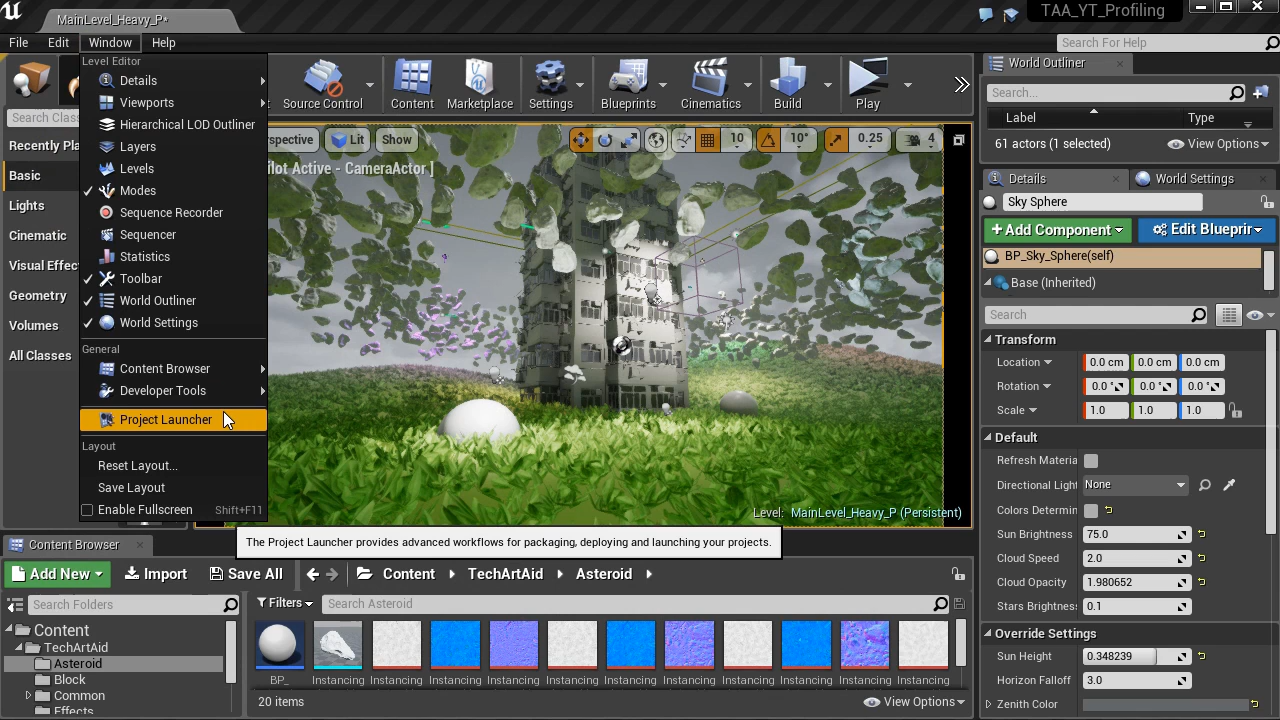 MainLevel_Heavy_P*
TAA_YT_Profiling
File
Edit
Window
Help
Search For Help
Level Editor
Details
Viewports
Hierarchical LOD Outliner
Layers
Levels
Modes
Sequence Recorder
Sequencer
Statistics
Toolbar
World Outliner
World Settings
General
Content Browser
Developer Tools
Project Launcher
Layout
Reset Layout...
Save Layout
Enable Fullscreen
Shift+F11
Search Clas
Recently Pla
Basic
Lights
Cinematic
Visual Effec
Geometry
Volumes
All Classes
Source Control
Content
Marketplace
Settings
Blueprints
Cinematics
Build
Play
spective
Lit
Show
10
10°
0.25
4
ilot Active - CameraActor ]
Level: MainLevel_Heavy_P (Persistent)
The Project Launcher provides advanced workflows for packaging, deploying and launching your projects.
World Outliner
Search...
Label
Type
61 actors (1 selected)
View Options
Details
World Settings
Sky Sphere
Add Component
Edit Blueprir
BP_Sky_Sphere(self)
Base (Inherited)
Search
Transform
Location
0.0 cm
0.0 cm
0.0 cm
Rotation
0.0 °
0.0 °
0.0 °
Scale
1.0
1.0
1.0
Default
Refresh Materia
Directional Light
None
Colors Determin
Sun Brightness
75.0
Cloud Speed
2.0
Cloud Opacity
1.980652
Stars Brightness
0.1
Override Settings
Sun Height
0.348239
Horizon Falloff
3.0
Zenith Color
Content Browser
Add New
Import
Save All
Content
TechArtAid
Asteroid
Search Folders
Filters
Search Asteroid
Content
TechArtAid
Asteroid
Block
Common
Effects
BP_
Instancing
Instancing
Instancing
Instancing
Instancing
Instancing
Instancing
Instancing
Instancing
Instancing
Instancing
20 items
View Options